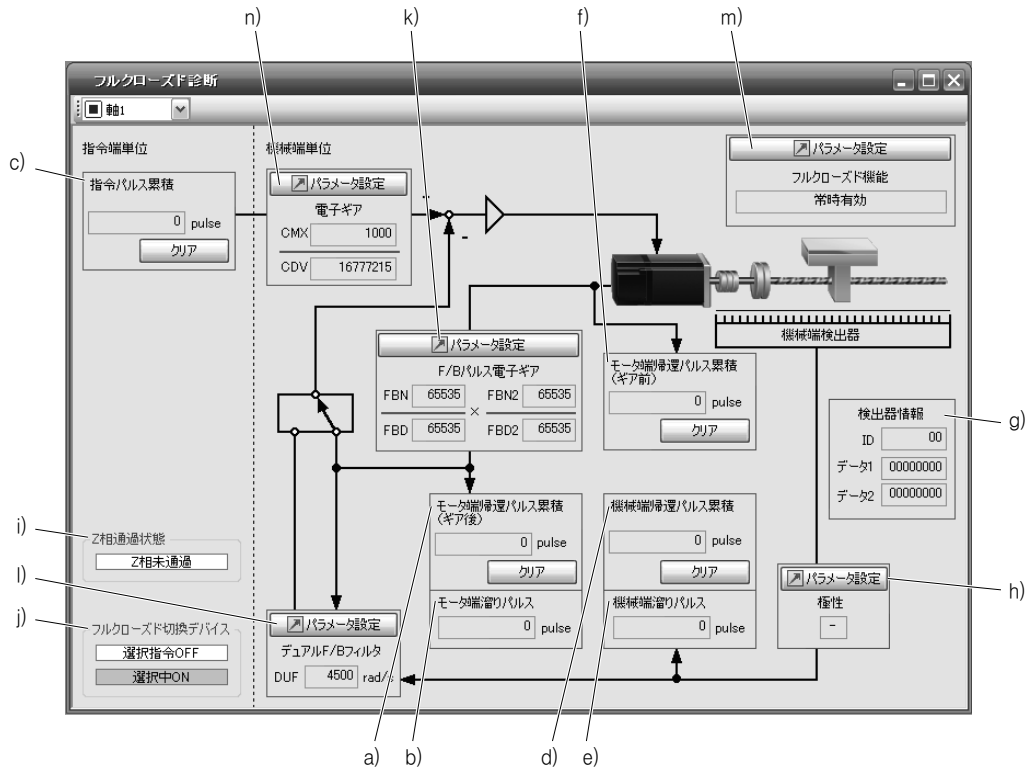 n)
k)
f)
m)
フルクローズド診断
軸1
c)
指令端単位
機械端単位
指令パルス累積
0 pulse
クリア
パラメータ設定
電子ギア
CMX 1000
CDV 16777215
-
パラメータ設定
フルクローズド機能
常時有効
機械端検出器
パラメータ設定
F/Bパルス電子ギア
FBN 65535 × FBN2 65535
FBD 65535 FBD2 65535
モータ端帰還パルス累積
(ギア前)
0 pulse
クリア
検出器情報
ID 00
データ1 00000000
データ2 00000000
g)
モータ端帰還パルス累積
(ギア後)
0 pulse
クリア
モータ端溜りパルス
0 pulse
機械端帰還パルス累積
0 pulse
クリア
機械端溜りパルス
0 pulse
パラメータ設定
極性
-
h)
i)
Z相通過状態
Z相未通過
l)
j)
フルクローズド切換デバイス
選択指令OFF
選択中ON
パラメータ設定
デュアルF/Bフィルタ
DUF 4500 rad/s
a)
b)
d)
e)